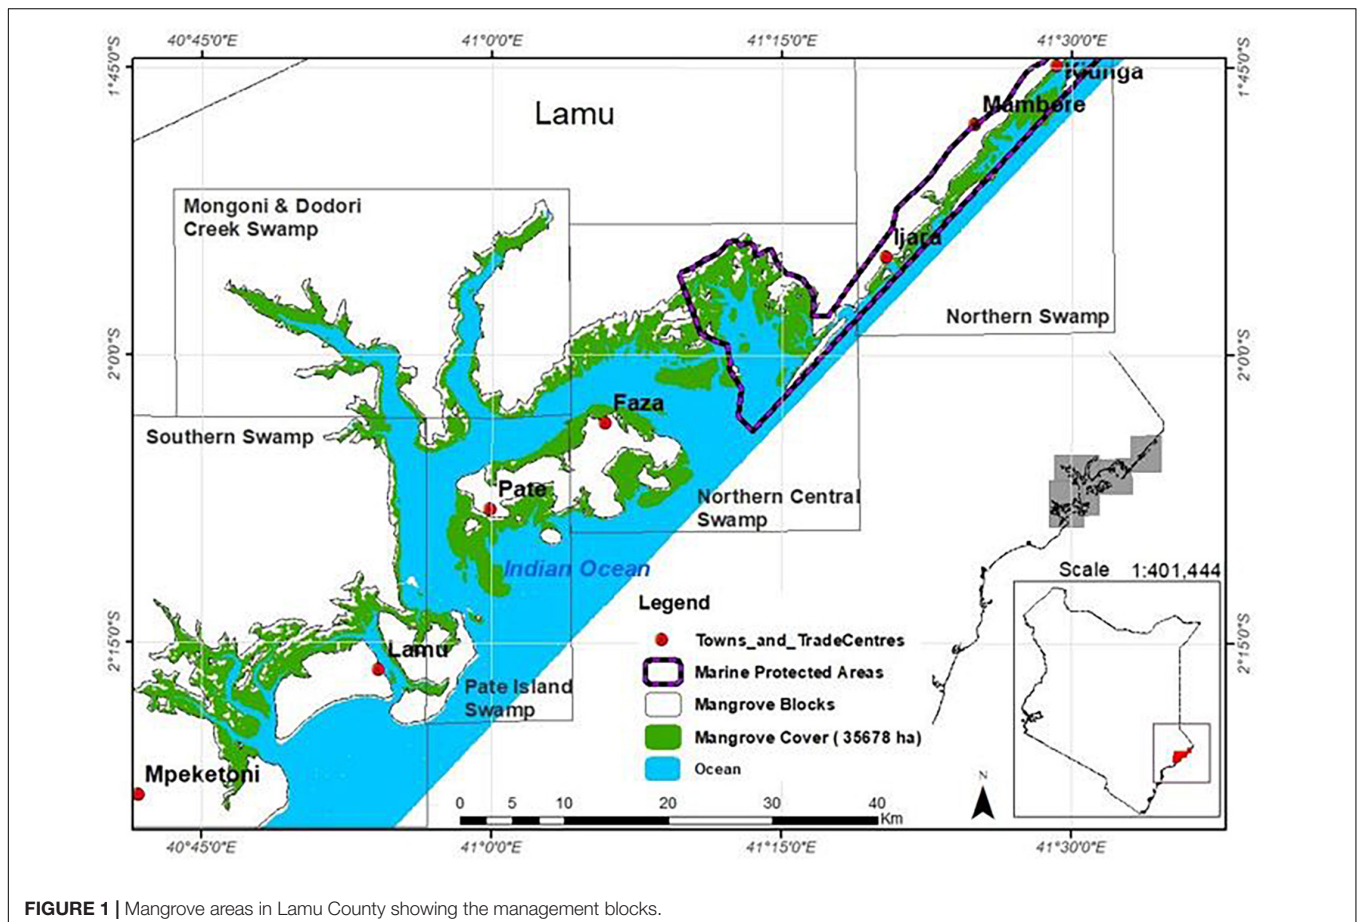 40°45'0"E 41°0'0"E 41°15'0"E 41°30'0"E
1°45'0"S
1°45'0"S
Kiunga
Mambore
Lamu
Mongoni & Dodori
Creek Swamp
Ijara
Northern Swamp
2°0'0"S
2°0'0"S
Faza
Southern Swamp
Pate
Northern Central
Swamp
Indian Ocean
Scale 1:401,444
Legend
Towns_and_TradeCentres
Marine Protected Areas
Mangrove Blocks
Mangrove Cover ( 35678 ha)
Ocean
2°15'0"S
2°15'0"S
Lamu
Pate Island
Swamp
Mpeketoni
N
0 5 10 20 30 40
Km
40°45'0"E 41°0'0"E 41°15'0"E 41°30'0"E
FIGURE 1 | Mangrove areas in Lamu County showing the management blocks.